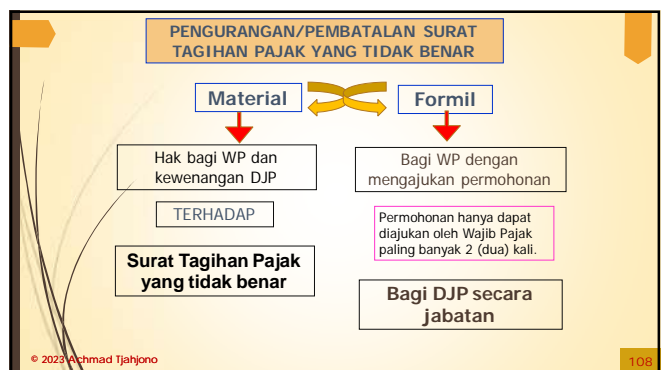 PENGURANGAN/PEMBATALAN SURAT
TAGIHAN PAJAK YANG TIDAK BENAR
Material
Formil
Hak bagi WP dan
kewenangan DJP
TERHADAP
Surat Tagihan Pajak
yang tidak benar
Bagi WP dengan
mengajukan permohonan
Permohonan hanya dapat
diajukan oleh Wajib Pajak
paling banyak 2 (dua) kali.
Bagi DJP secara
jabatan
© 2023 Achmad Tjahjono
108